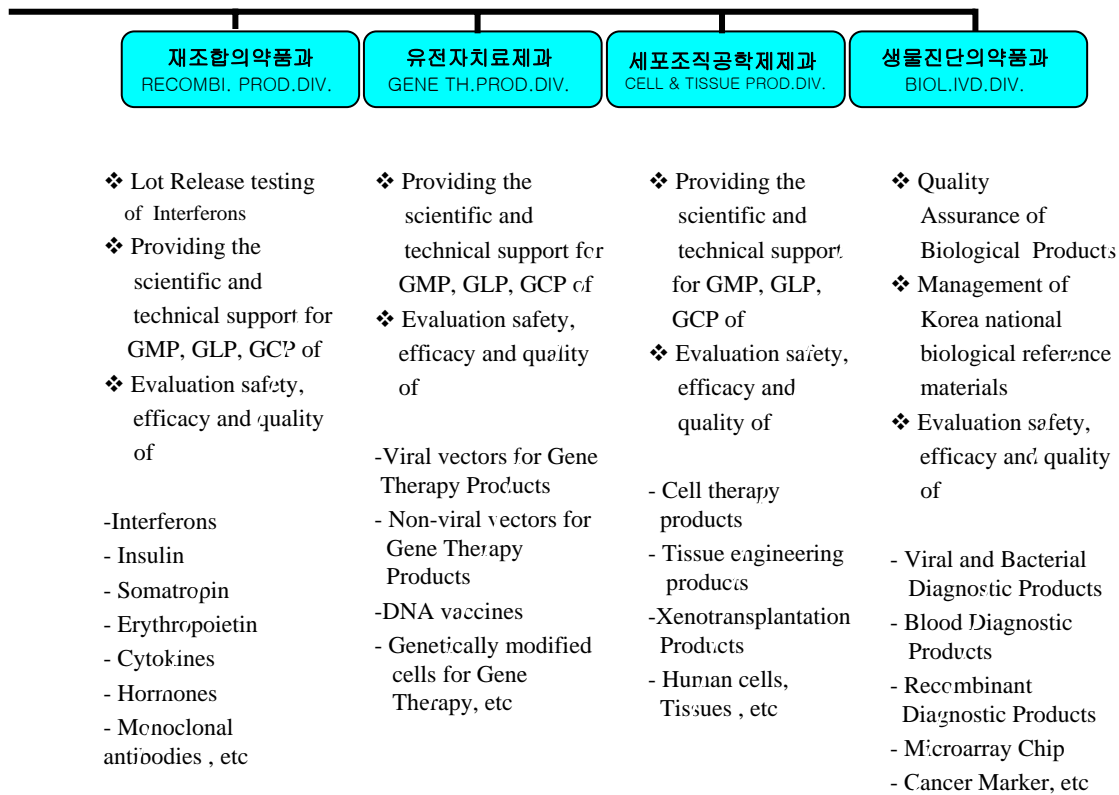 재조합의약품과
RECOMBI. PROD.DIV.
❖ Lot Release testing
of Interferons
❖ Providing the
scientific and
technical support for
GMP, GLP, GCP of
❖ Evaluation safety,
efficacy and quality
of
-Interferons
- Insulin
- Somatropin
- Erythropoietin
- Cytokines
- Hormones
- Monoclonal
antibodies , etc
유전자치료제과
GENE TH.PROD.DIV.
❖ Providing the
scientific and
technical support for
GMP, GLP, GCP of
❖ Evaluation safety,
efficacy and quality
of
-Viral vectors for Gene
Therapy Products
- Non-viral vectors for
Gene Therapy
Products
-DNA vaccines
- Genetically modified
cells for Gene
Therapy, etc
세포조직공학제제과
CELL & TISSUE PROD.DIV.
❖ Providing the
scientific and
technical support
for GMP, GLP,
GCP of
❖ Evaluation safety,
efficacy and
quality of
- Cell therapy
products
- Tissue engineering
products
-Xenotransplantation
Products
- Human cells,
Tissues , etc
생물진단의약품과
BIOL.IVD.DIV.
❖ Quality
Assurance of
Biological Products
❖ Management of
Korea national
biological reference
materials
❖ Evaluation safety,
efficacy and quality
of
- Viral and Bacterial
Diagnostic Products
- Blood Diagnostic
Products
- Recombinant
Diagnostic Products
- Microarray Chip
- Cancer Marker, etc